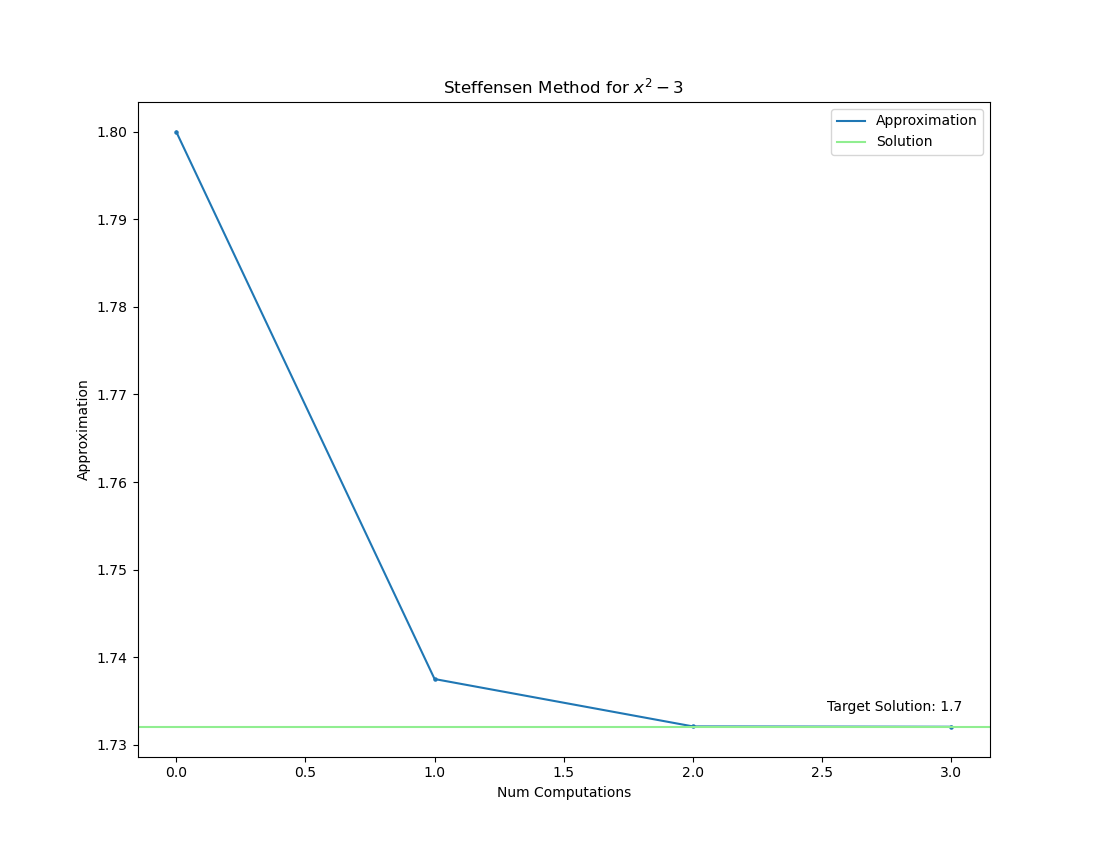 Steffensen Method for $x^2 - 3$
Approximation
Solution
1.80
1.79
1.78
1.77
1.76
1.75
1.74
1.73
Approximation
Target Solution: 1.7
0.0 0.5 1.0 1.5 2.0 2.5 3.0
Num Computations